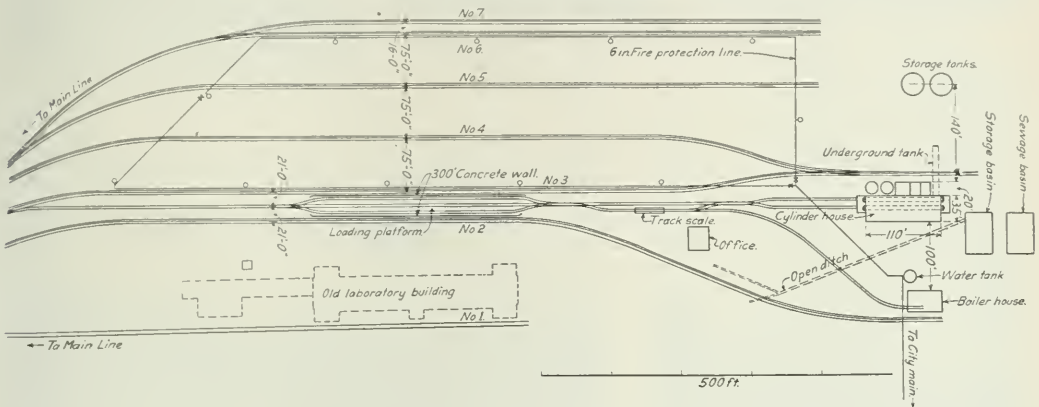 No 7
75'-0"
16'-0"
No 6.
6 in. Fire protection line.
Storage tanks.
To Main Line
No 5
75'-0"
140'
No 4
75'-0"
Underground tank
Storage basin
Sewage basin
21'-0"
300' Concrete wall.
No 3
20'
35'
Track scale.
Cylinder house
Loading platform
No 2
110'
21'-0"
Office.
100'
Open ditch
Water tank
Old laboratory building
Boiler house.
No 1.
To Main Line
500 ft.
To City main.